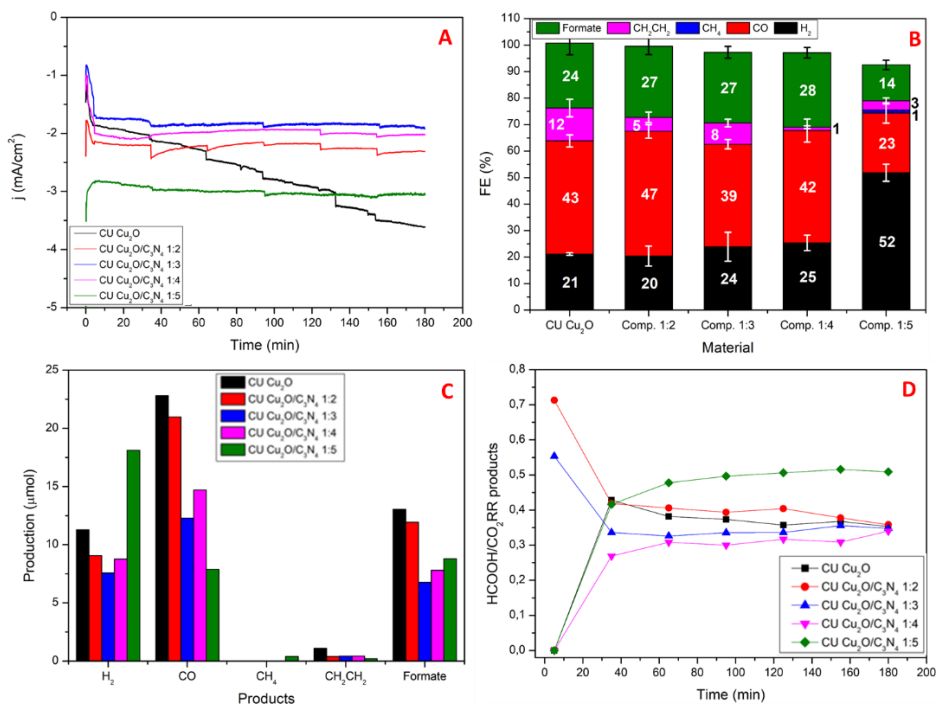 A
j (mA/cm²)
0
-1
-2
-3
-4
-5
CU Cu₂O
CU Cu₂O/C₃N₄ 1:2
CU Cu₂O/C₃N₄ 1:3
CU Cu₂O/C₃N₄ 1:4
CU Cu₂O/C₃N₄ 1:5
0 20 40 60 80 100 120 140 160 180 200
Time (min)
Formate CH₂CH₂ CH₄ CO H₂
B
FE (%)
110
100
90
80
70
60
50
40
30
20
10
0
24 27 27 28 14
12 5 8 1 3
1
43 47 39 42 23
21 20 24 25 52
CU Cu₂O Comp. 1:2 Comp. 1:3 Comp. 1:4 Comp. 1:5
Material
C
Production (µmol)
25
20
15
10
5
0
CU Cu₂O
CU Cu₂O/C₃N₄ 1:2
CU Cu₂O/C₃N₄ 1:3
CU Cu₂O/C₃N₄ 1:4
CU Cu₂O/C₃N₄ 1:5
H₂ CO CH₄ CH₂CH₂ Formate
Products
D
HCOOH/CO₂RR products
0,8
0,7
0,6
0,5
0,4
0,3
0,2
0,1
0,0
CU Cu₂O
CU Cu₂O/C₃N₄ 1:2
CU Cu₂O/C₃N₄ 1:3
CU Cu₂O/C₃N₄ 1:4
CU Cu₂O/CN₄ 1:5
0 20 40 60 80 100 120 140 160 180 200
Time (min)